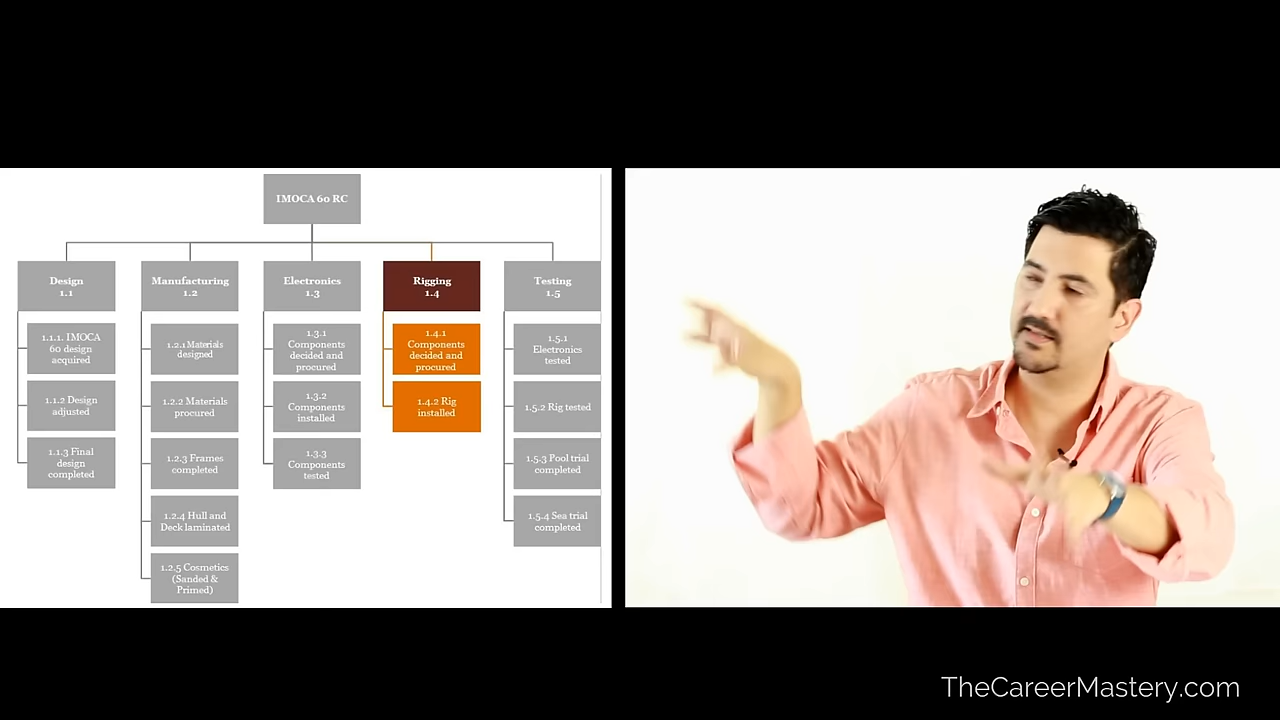 IMOCA 60 RC
Design
1.1
Manufacturing
1.2
Electronics
1.3
Rigging
1.4
Testing
1.5
1.1.1. IMOCA
60 design
acquired
1.1.2 Design
adjusted
1.1.3 Final
design
completed
1.2.1 Materials
designed
1.2.2 Materials
procured
1.2.3 Frames
completed
1.2.4 Hull and
Deck laminated
1.2.5 Cosmetics
(Sanded &
Primed)
1.3.1
Components
decided and
procured
1.3.2
Components
installed
1.3.3
Components
tested
1.4.1
Components
decided and
procured
1.4.2 Rig
installed
1.5.1
Electronics
tested
1.5.2 Rig tested
1.5.3 Pool trial
completed
1.5.4 Sea trial
completed
TheCareerMastery.com